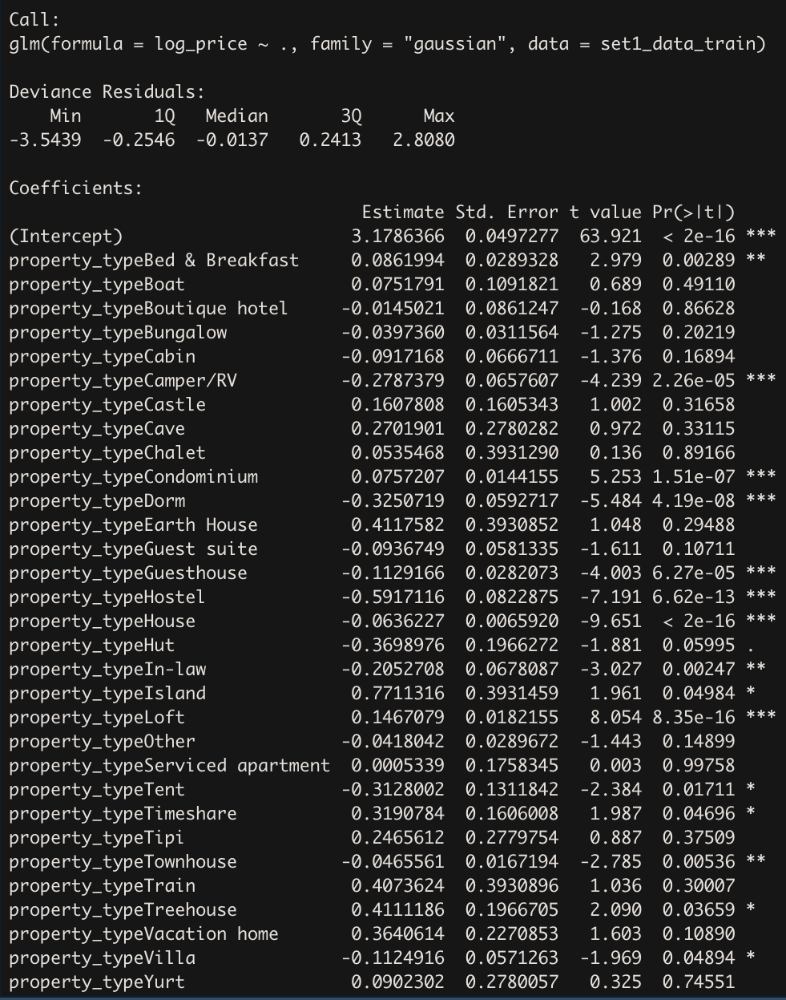 Call:
glm(formula = log_price ~ ., family = "gaussian", data = set1_data_train)
Deviance Residuals:
Min 1Q Median 3Q Max
-3.5439 -0.2546 -0.0137 0.2413 2.8080
Coefficients:
Estimate Std. Error t value Pr(>|t|)
(Intercept) 3.1786366 0.0497277 63.921 < 2e-16 ***
property_typeBed & Breakfast 0.0861994 0.0289328 2.979 0.00289 **
property_typeBoat 0.0751791 0.1091821 0.689 0.49110
property_typeBoutique hotel -0.0145021 0.0861247 -0.168 0.86628
property_typeBungalow -0.0397360 0.0311564 -1.275 0.20219
property_typeCabin -0.0917168 0.0666711 -1.376 0.16894
property_typeCamper/RV -0.2787379 0.0657607 -4.239 2.26e-05 ***
property_typeCastle 0.1607808 0.1605343 1.002 0.31658
property_typeCave 0.2701901 0.2780282 0.972 0.33115
property_typeChalet 0.0535468 0.3931290 0.136 0.89166
property_typeCondominium 0.0757207 0.0144155 5.253 1.51e-07 ***
property_typeDorm -0.3250719 0.0592717 -5.484 4.19e-08 ***
property_typeEarth House 0.4117582 0.3930852 1.048 0.29488
property_typeGuest suite -0.0936749 0.0581335 -1.611 0.10711
property_typeGuesthouse -0.1129166 0.0282073 -4.003 6.27e-05 ***
property_typeHostel -0.5917116 0.0822875 -7.191 6.62e-13 ***
property_typeHouse -0.0636227 0.0065920 -9.651 < 2e-16 ***
property_typeHut -0.3698976 0.1966272 -1.881 0.05995 .
property_typeIn-law -0.2052708 0.0678087 -3.027 0.00247 **
property_typeIsland 0.7711316 0.3931459 1.961 0.04984 *
property_typeLoft 0.1467079 0.0182155 8.054 8.35e-16 ***
property_typeOther -0.0418042 0.0289672 -1.443 0.14899
property_typeServiced apartment 0.0005339 0.1758345 0.003 0.99758
property_typeTent -0.3128002 0.1311842 -2.384 0.01711 *
property_typeTimeshare 0.3190784 0.1606008 1.987 0.04696 *
property_typeTipi 0.2465612 0.2779754 0.887 0.37509
property_typeTownhouse -0.0465561 0.0167194 -2.785 0.00536 **
property_typeTrain 0.4073624 0.3930896 1.036 0.30007
property_typeTreehouse 0.4111186 0.1966705 2.090 0.03659 *
property_typeVacation home 0.3640614 0.2270853 1.603 0.10890
property_typeVilla -0.1124916 0.0571263 -1.969 0.04894 *
property_typeYurt 0.0902302 0.2780057 0.325 0.74551